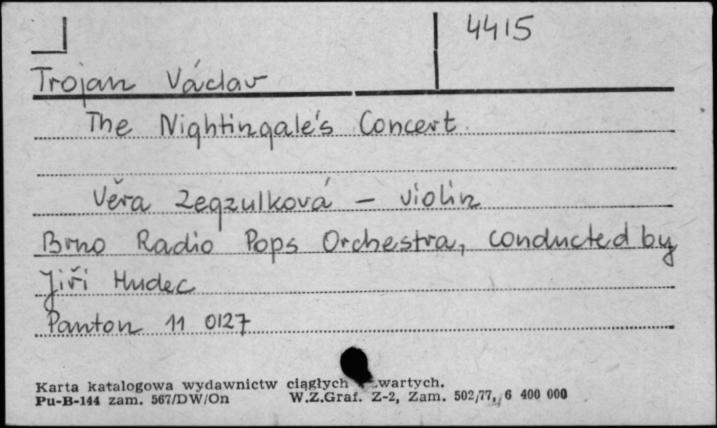 4415
Trojan Václav
The Nightingale's Concert.
Věra Zegzulková - violin
Brno Radio Pops Orchestra, conducted by
Jiří Hudec
Panton 11 0127
Karta katalogowa wydawnictw ciągłych wartych.
Pu-B-144 zam. 567/DW/On W.Z.Graf. Z-2, Zam. 502/77, 6 400 000